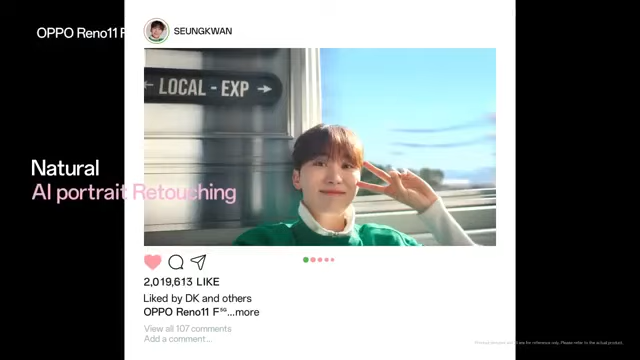 OPPO Reno11 F
SEUNGKWAN
← LOCAL - EXP →
Natural
AI portrait Retouching
2,019,613 LIKE
Liked by DK and others
OPPO Reno11 F⁵ᴳ...more
View all 107 comments
Add a comment...